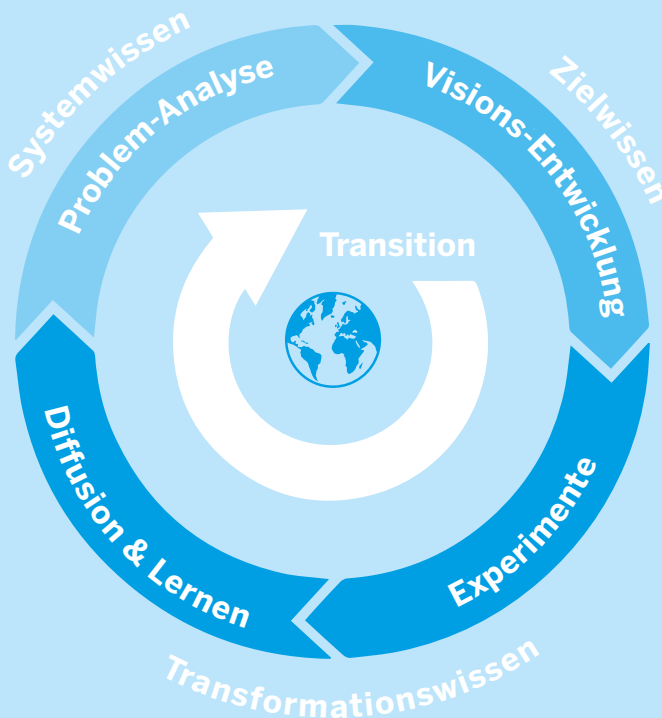 Systemwissen
Problem-Analyse
Visions-Entwicklung
Zielwissen
Transition
Experimente
Diffusion & Lernen
Transformationswissen